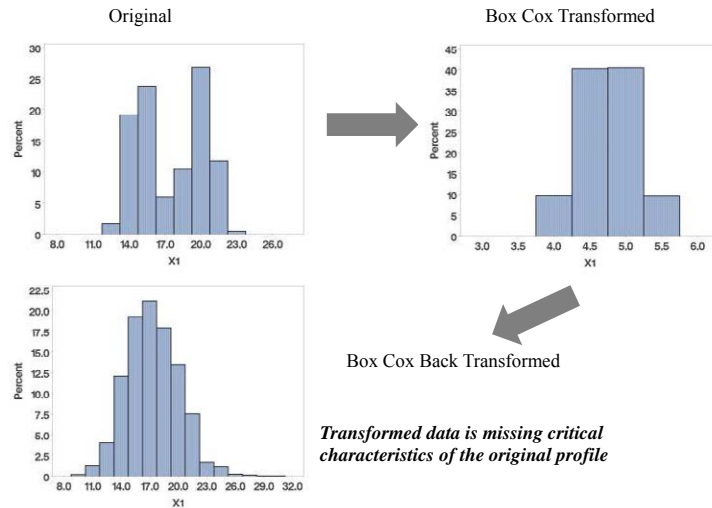 Original
Box Cox Transformed
30
25
20
15
10
5
0
Percent
8.0 11.0 14.0 17.0 20.0 23.0 26.0
X1
45
40
35
30
25
20
15
10
5
0
Percent
3.0 3.5 4.0 4.5 5.0 5.5 6.0
X1
22.5
20.0
17.5
15.0
12.5
10.0
7.5
5.0
2.5
0.0
Percent
8.0 11.0 14.0 17.0 20.0 23.0 26.0 29.0 32.0
X1
Box Cox Back Transformed
Transformed data is missing critical
characteristics of the original profile